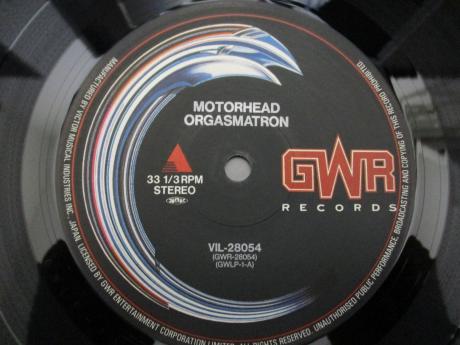 MOTORHEAD
ORGASMATRON
33 1/3 RPM
STEREO
GWR
RECORDS
VIL-28054
(GWR-28054)
(GWLP-1-A)
MANUFACTURED BY VICTOR MUSICAL INDUSTRIES INC. JAPAN. LICENSED BY GWR ENTERTAINMENT CORPORATION LIMITED. ALL RIGHTS RESERVED. UNAUTHORISED PUBLIC PERFORMANCE, BROADCASTING AND COPYING OF THIS RECORD PROHIBITED.